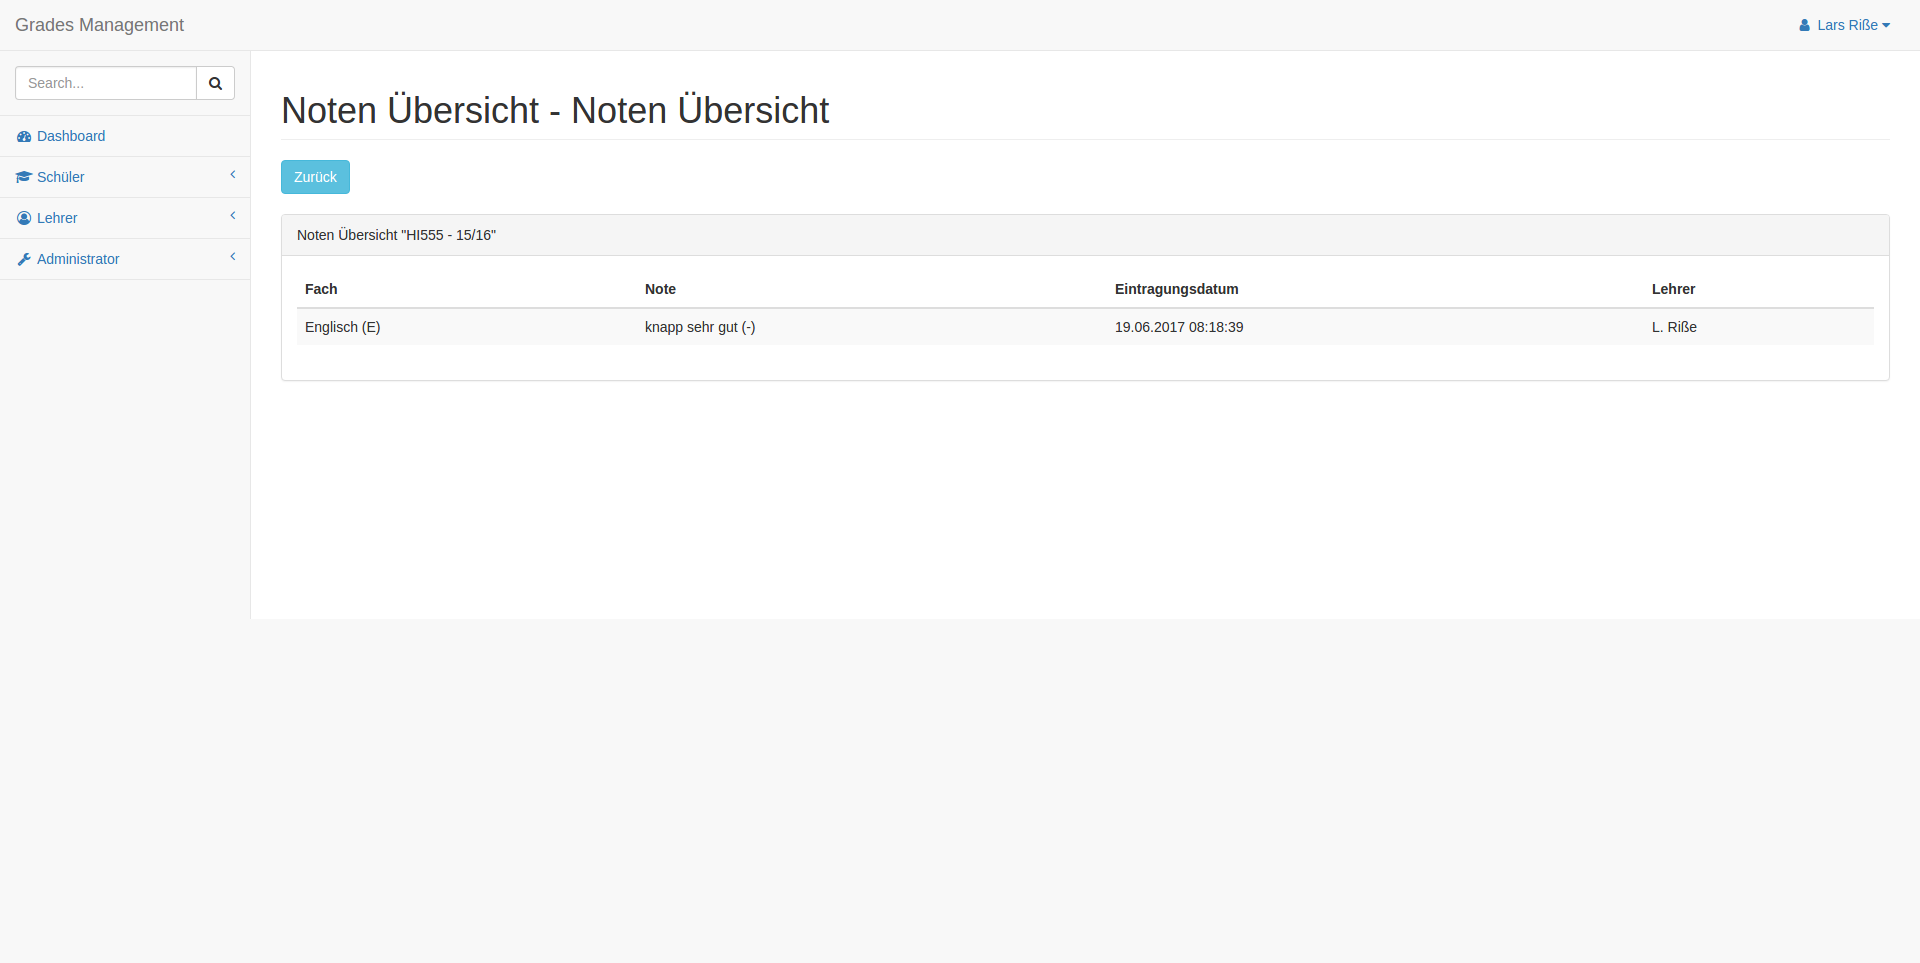 Grades Management
Lars Riße
Search...
Dashboard
Schüler
Lehrer
Administrator
Noten Übersicht - Noten Übersicht
Zurück
Noten Übersicht "HI555 - 15/16"
Fach Note Eintragungsdatum Lehrer
Englisch (E) knapp sehr gut (-) 19.06.2017 08:18:39 L. Riße